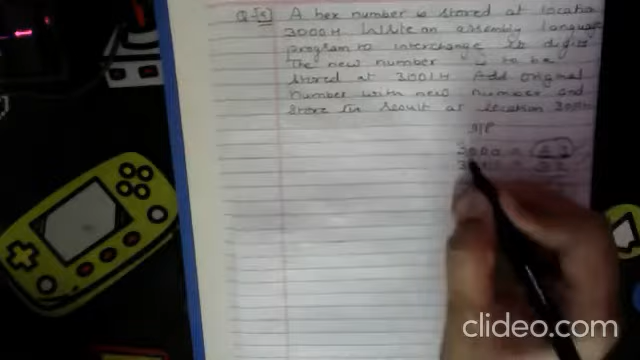 Q-[5] A hex number is stored at location
3000H. Write an assembly language
program to interchange its digits
The new number is to be
stored at 3001H Add original
number with new number and
store the result at location
I/P
3000 =
clideo.com